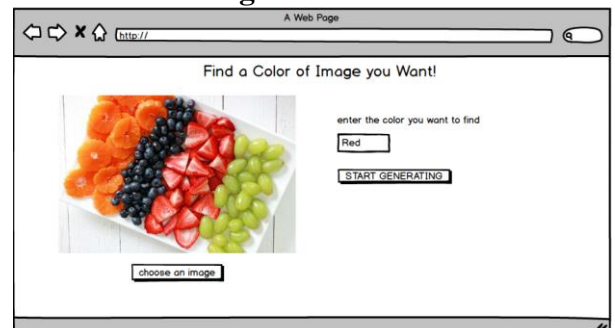 A Web Page
http://
Find a Color of Image you Want!
enter the color you want to find
Red
START GENERATING
choose an image